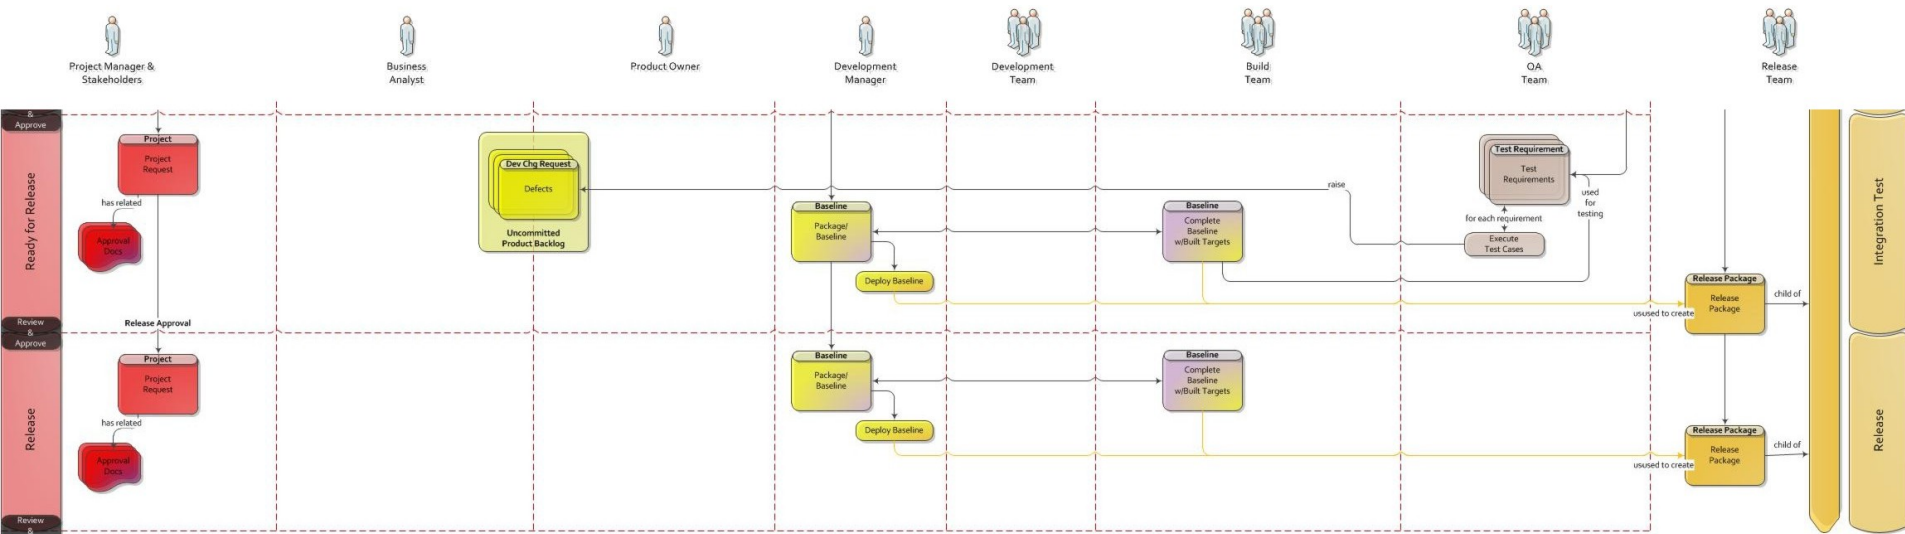 Project Manager &
Stakeholders
Business
Analyst
Product Owner
Development
Manager
Development
Team
Build
Team
QA
Team
Release
Team
&
Approve
Ready for Release
Project
Project
Request
has related
Approval
Docs
Dev Chg Request
Defects
Uncommitted
Product Backlog
Baseline
Package/
Baseline
Deploy Baseline
Baseline
Complete
Baseline
w/Built Targets
raise
Test Requirement
Test
Requirements
for each requirement
Execute
Test Cases
used
for
testing
Release Package
Release
Package
usused to create
child of
Integration Test
Review
&
Approve
Release Approval
Release
Project
Project
Request
has related
Approval
Docs
Baseline
Package/
Baseline
Deploy Baseline
Baseline
Complete
Baseline
w/Built Targets
Release Package
Release
Package
usused to create
child of
Release
Review
&